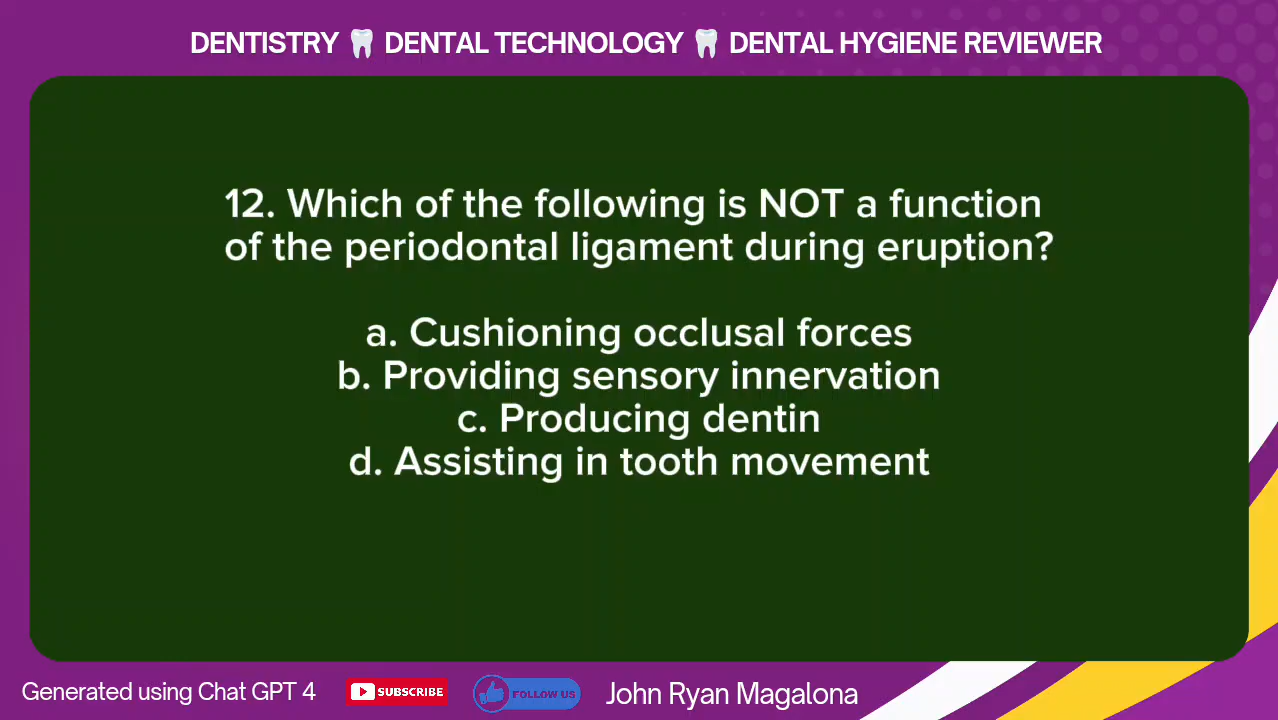 DENTISTRY 🦷 DENTAL TECHNOLOGY 🦷 DENTAL HYGIENE REVIEWER
12. Which of the following is NOT a function
of the periodontal ligament during eruption?
a. Cushioning occlusal forces
b. Providing sensory innervation
c. Producing dentin
d. Assisting in tooth movement
Generated using Chat GPT 4 SUBSCRIBE FOLLOW US John Ryan Magalona